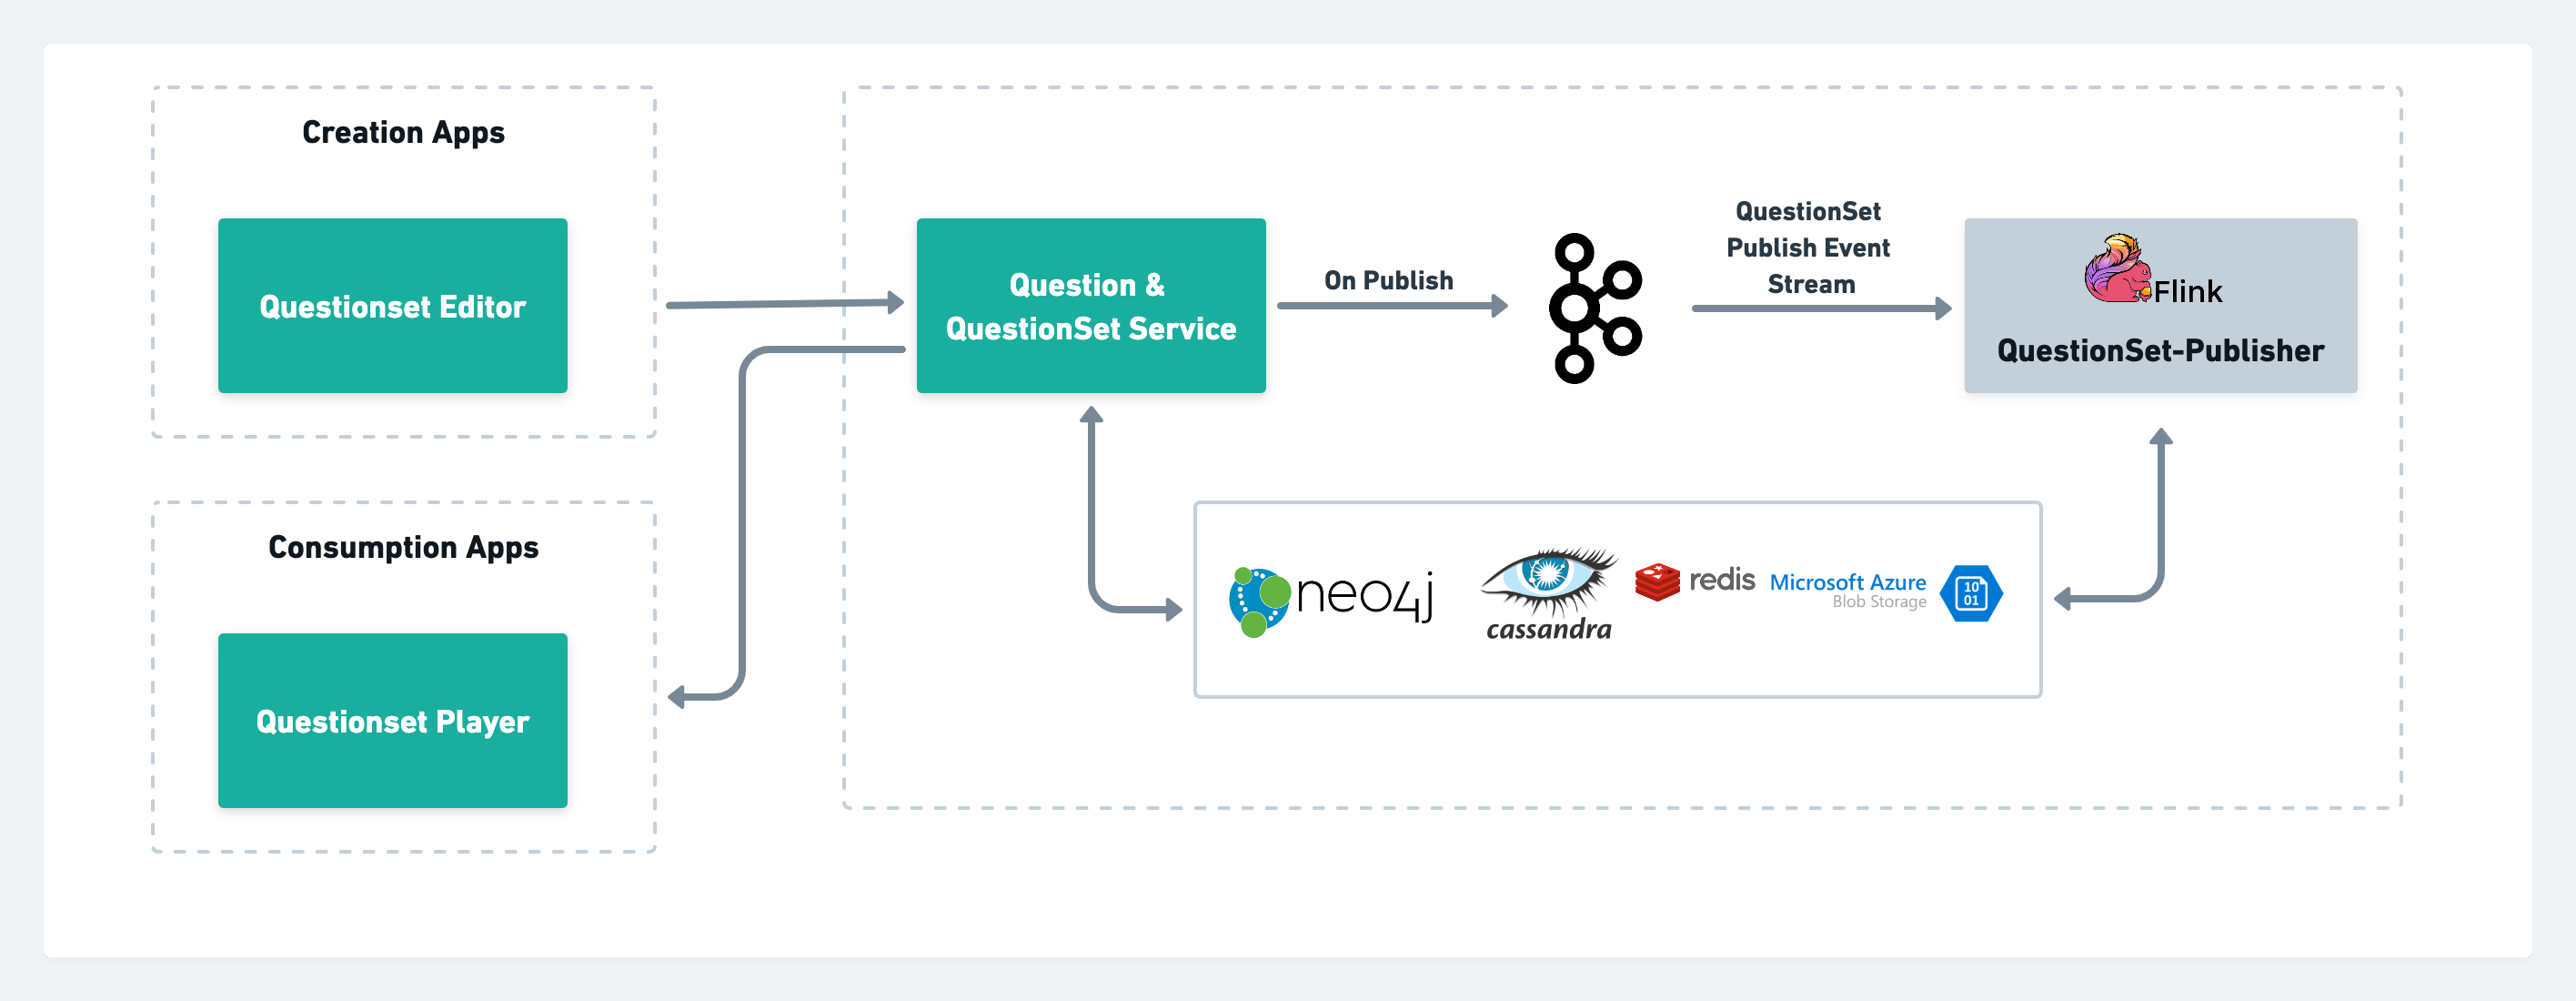 Creation Apps
Questionset Editor
Consumption Apps
Questionset Player
Question &
QuestionSet Service
On Publish
QuestionSet
Publish Event
Stream
Flink
QuestionSet-Publisher
neo4j
cassandra
redis
Microsoft Azure
Blob Storage
10
01